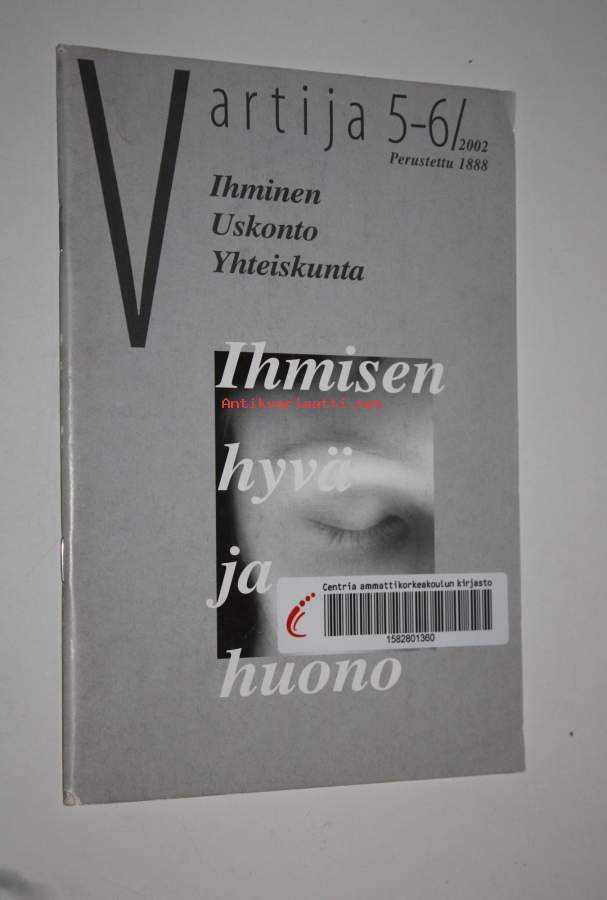 Vartija 5-6/2002
Perustettu 1888
Ihminen
Uskonto
Yhteiskunta
Ihmisen
Antikvariaatti.net
hyvä
ja
Centria ammattikorkeakoulun kirjasto
1582801360
huono